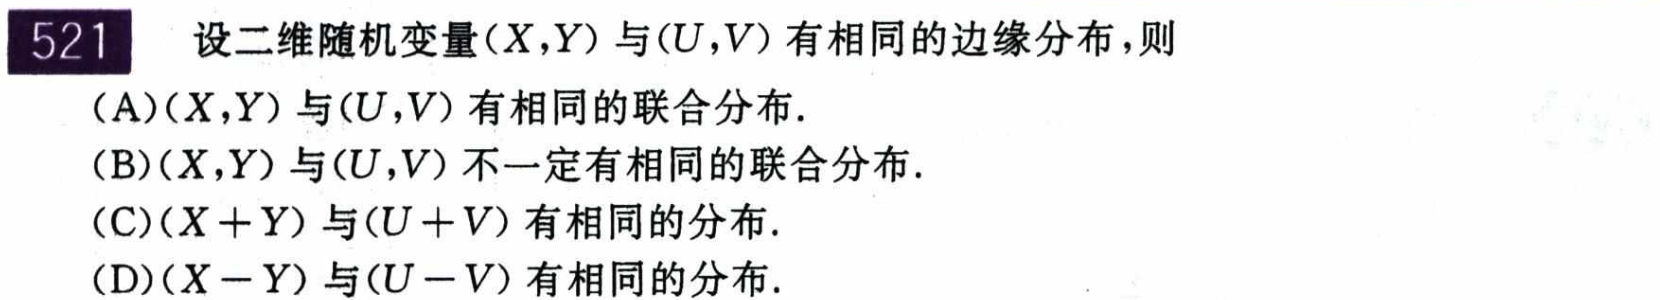 521 设二维随机变量(X,Y) 与(U,V) 有相同的边缘分布,则
(A)(X,Y) 与(U,V) 有相同的联合分布.
(B)(X,Y) 与(U,V) 不一定有相同的联合分布.
(C)(X+Y) 与(U+V) 有相同的分布.
(D)(X-Y) 与(U-V) 有相同的分布.